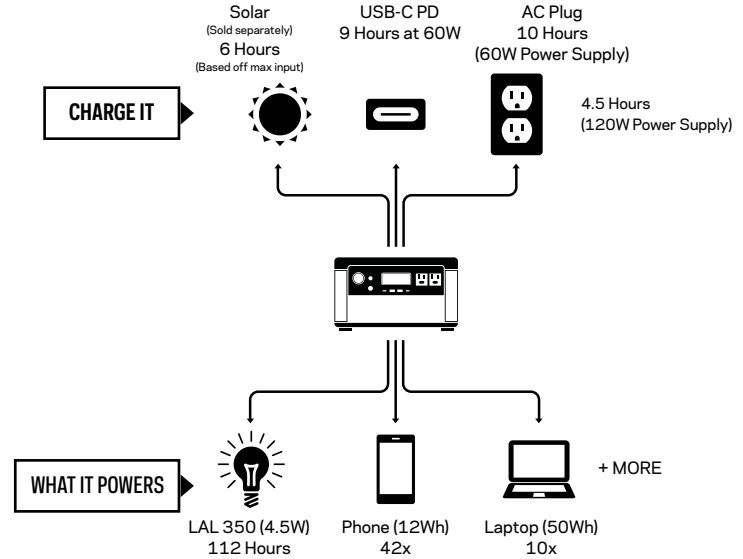 Solar
(Sold separately)
6 Hours
(Based off max input)
USB-C PD
9 Hours at 60W
AC Plug
10 Hours
(60W Power Supply)
CHARGE IT
4.5 Hours
(120W Power Supply)
WHAT IT POWERS
+ MORE
LAL 350 (4.5W)
112 Hours
Phone (12Wh)
42x
Laptop (50Wh)
10x